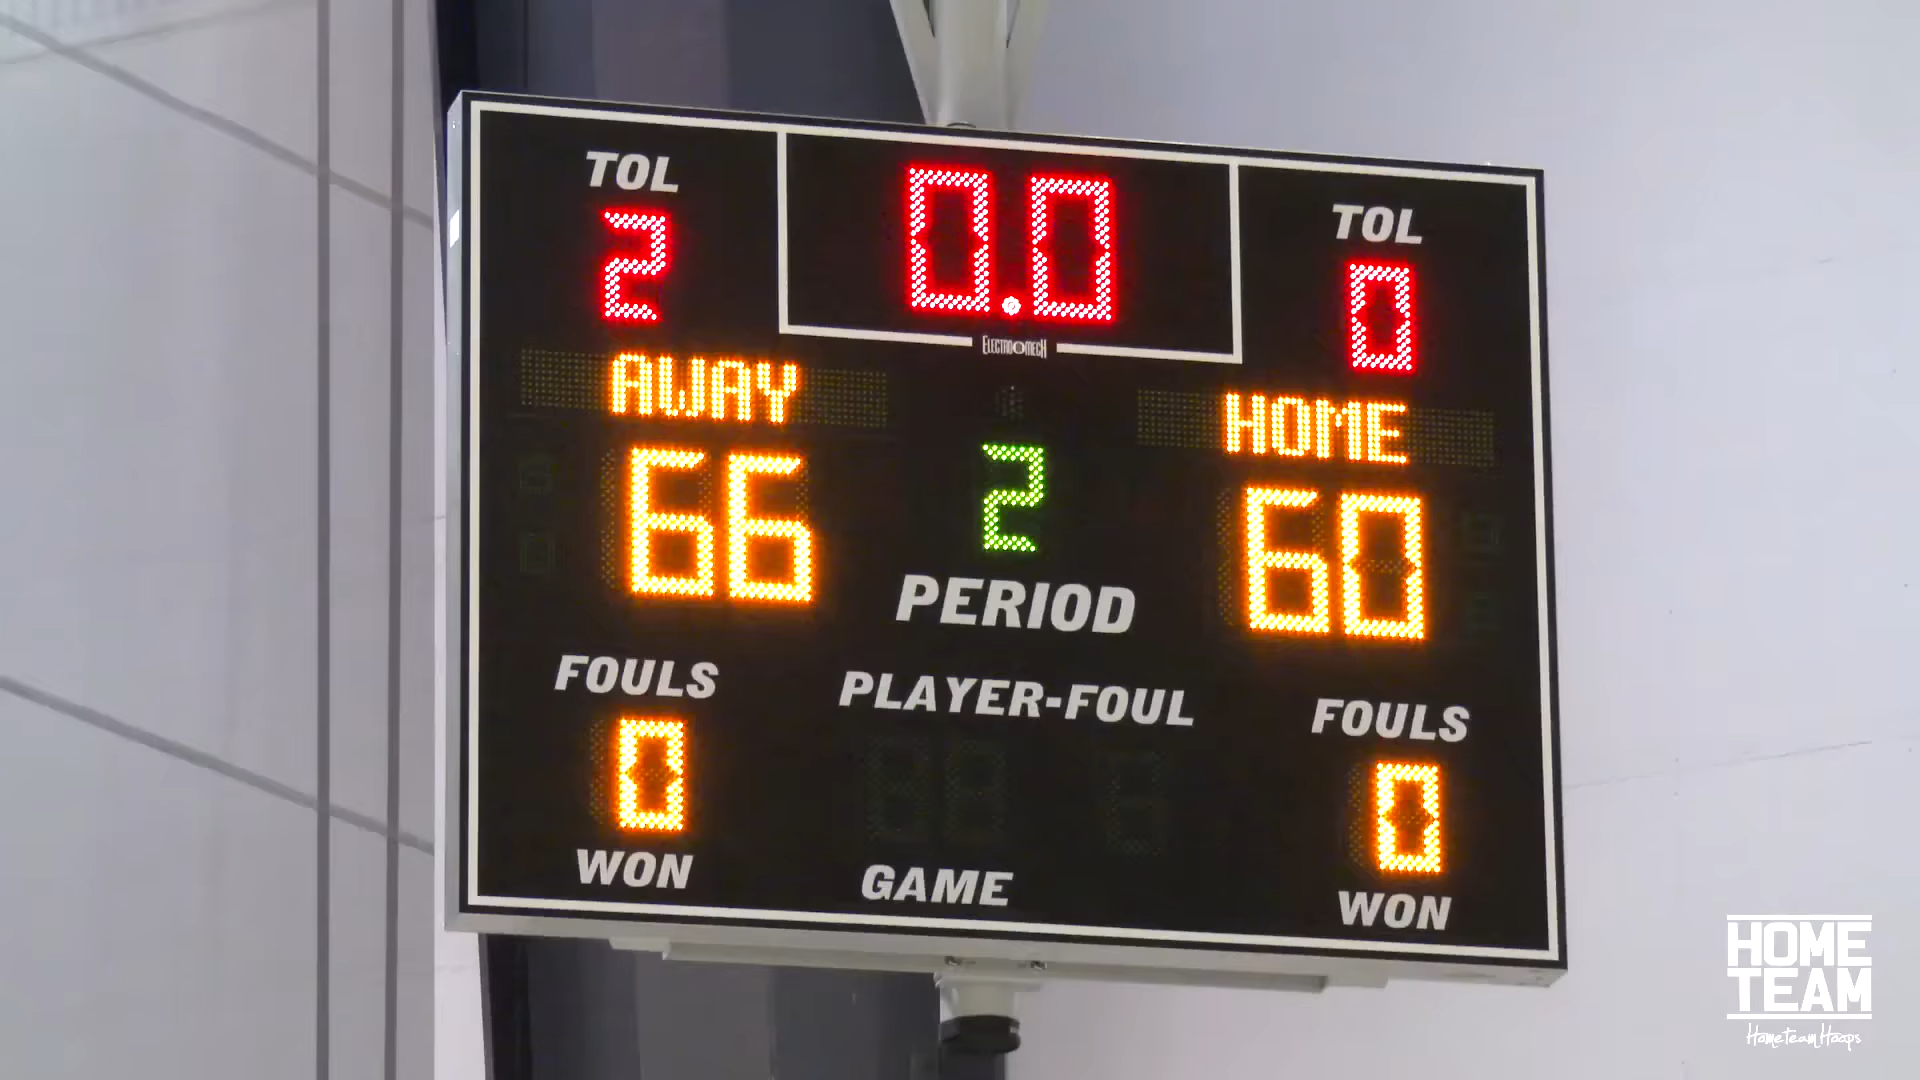 TOL
0.0
TOL
2
0
ELECTRO-MECH
AWAY
HOME
66
2
60
PERIOD
FOULS
PLAYER-FOUL
FOULS
0
0
WON
GAME
WON
HOME
TEAM
HomeTeamHoops